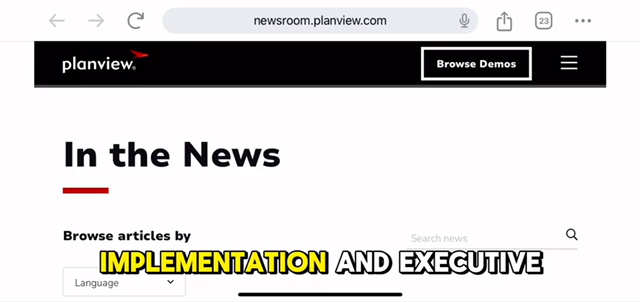 newsroom.planview.com
23
planview
Browse Demos
In the News
Browse articles by
Search news
IMPLEMENTATION AND EXECUTIVE
Language